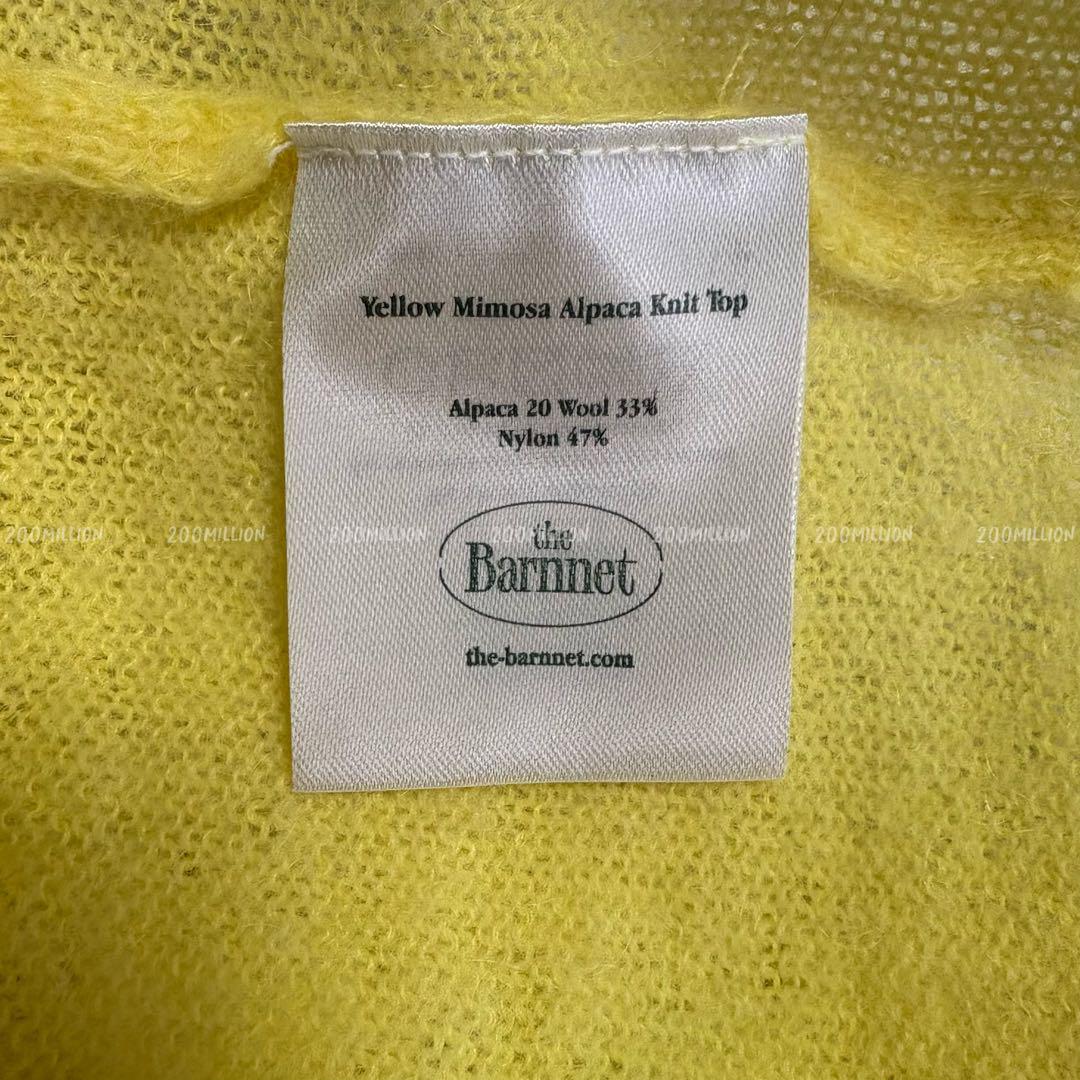 Yellow Mimosa Alpaca Knit Top
Alpaca 20 Wool 33%
Nylon 47%
200MILLION 200MILLION 200MILLION 200MILLION 200MILLION 200MILLION 200MILLION
the
Barnnet
the-barnnet.com